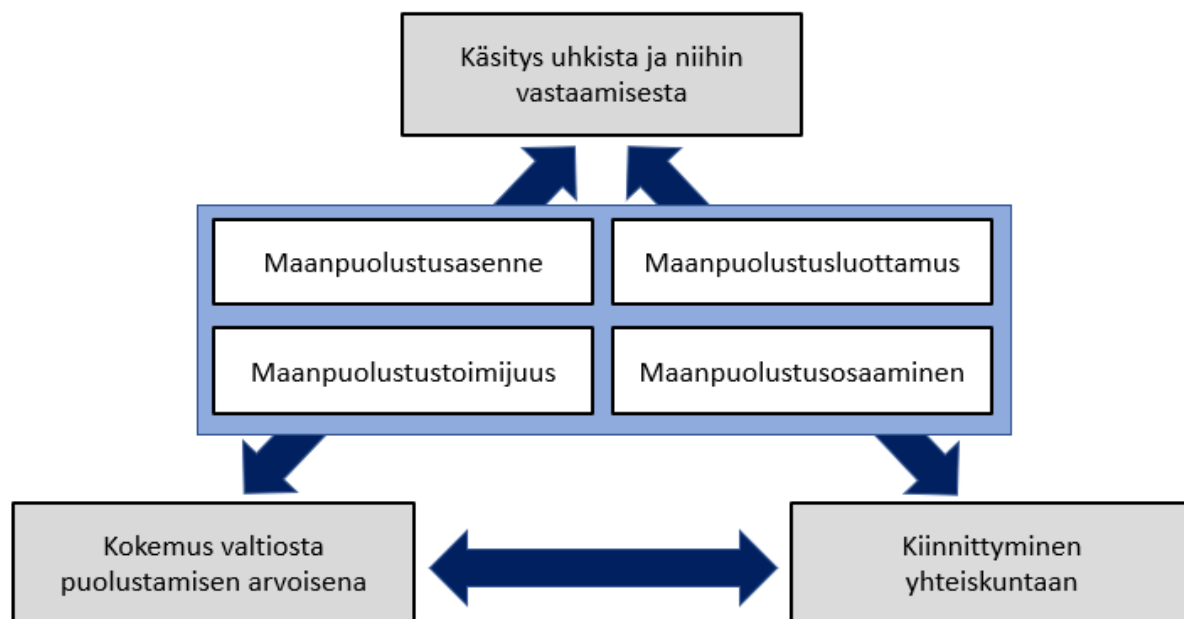 Käsitys uhkista ja niihin
vastaamisesta
Maanpuolustusasenne
Maanpuolustusluottamus
Maanpuolustustoimijuus
Maanpuolustusosaaminen
Kokemus valtiosta
puolustamisen arvoisena
Kiinnittyminen
yhteiskuntaan